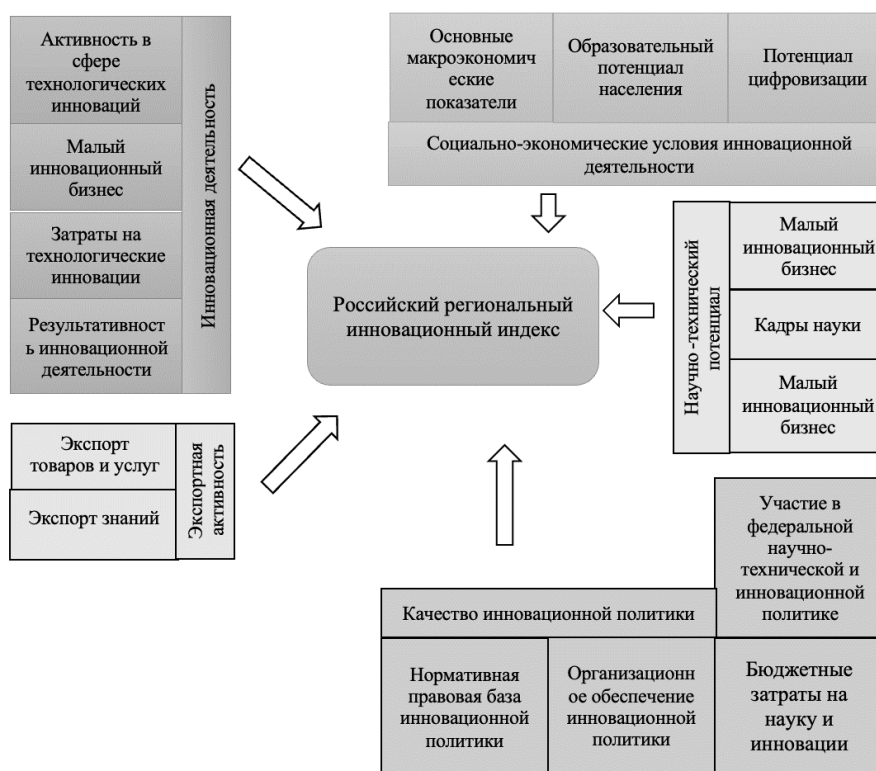 Активность в
сфере
технологических
инноваций
Малый
инновационный
бизнес
Затраты на
технологические
инновации
Результативност
ь инновационной
деятельности
Инновационная деятельность
Основные
макроэкономич
еские
показатели
Образовательный
потенциал
населения
Потенциал
цифровизации
Социально-экономические условия инновационной
деятельности
Российский региональный
инновационный индекс
Научно -технический
потенциал
Малый
инновационный
бизнес
Кадры науки
Малый
инновационный
бизнес
Экспорт
товаров и услуг
Экспорт знаний
Экспортная
активность
Участие в
федеральной
научно-
технической и
инновационной
политике
Качество инновационной политики
Нормативная
правовая база
инновационной
политики
Организационн
ое обеспечение
инновационной
политики
Бюджетные
затраты на
науку и
инновации